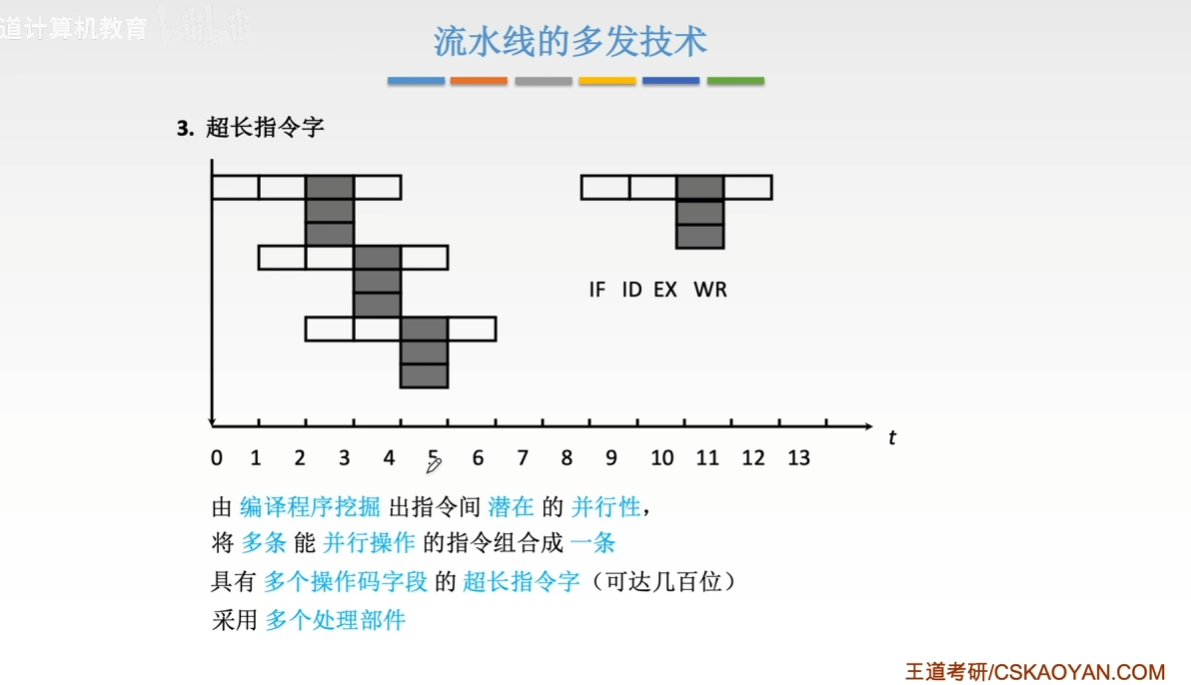 道计算机教育
流水线的多发技术
3. 超长指令字
IF ID EX WR
t
0 1 2 3 4 5 6 7 8 9 10 11 12 13
由 编译程序挖掘 出指令间 潜在 的 并行性，
将 多条 能 并行操作 的指令组合成 一条
具有 多个操作码字段 的 超长指令字（可达几百位）
采用 多个处理部件
王道考研/CSKAOYAN.COM